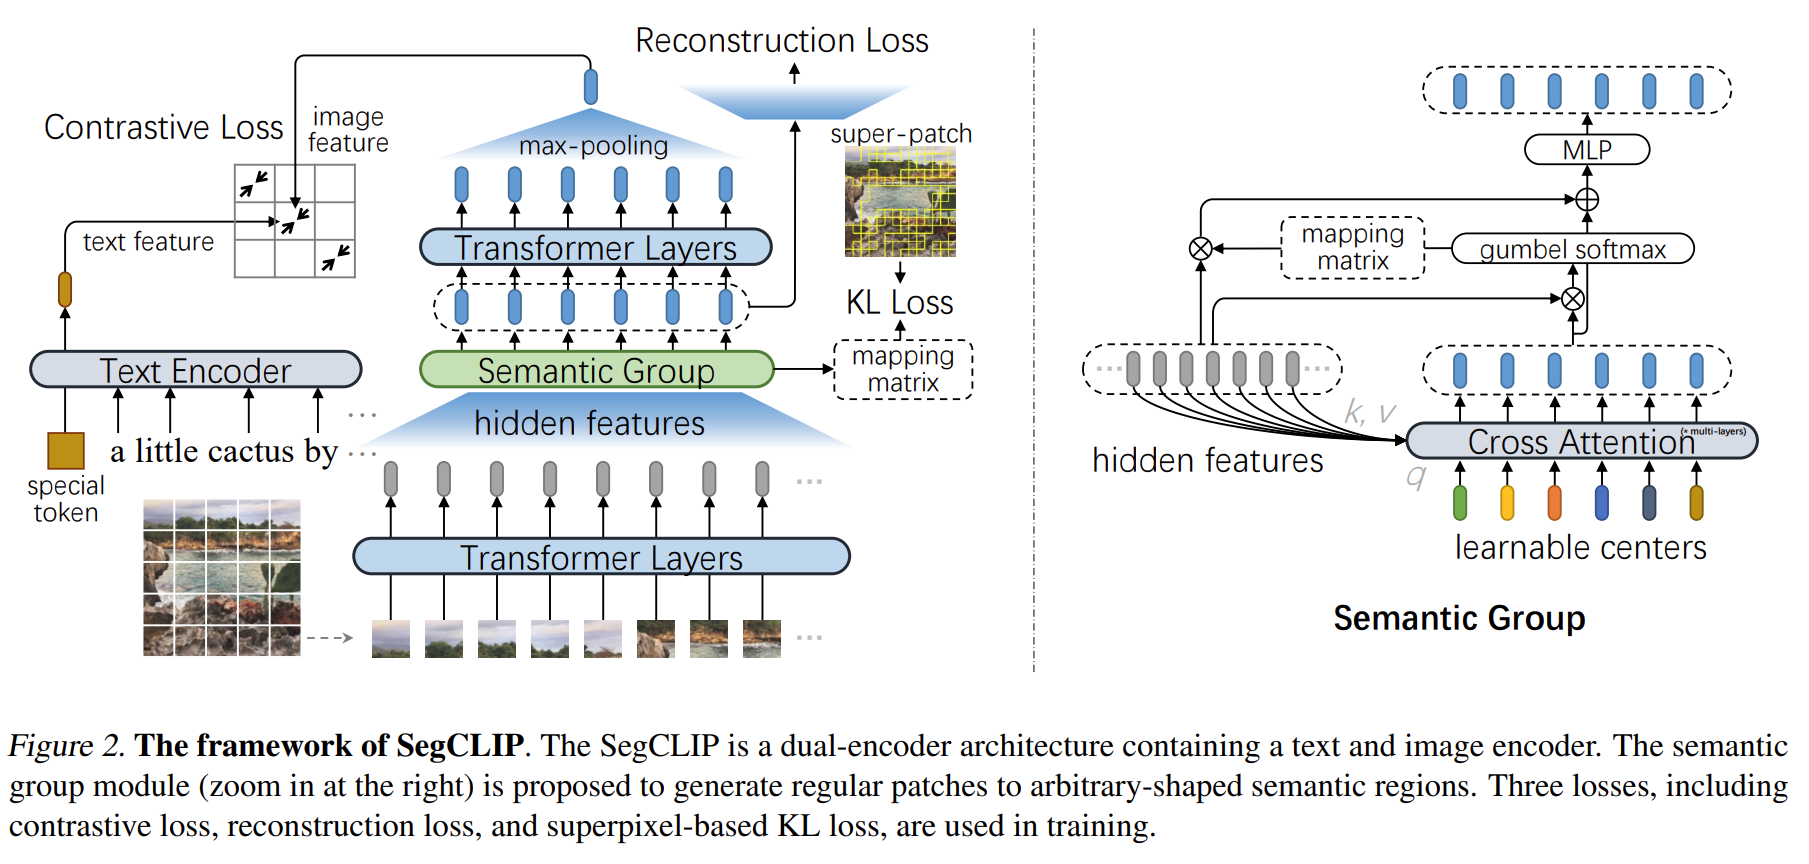 Reconstruction Loss
Contrastive Loss
image
feature
max-pooling
super-patch
text feature
Transformer Layers
KL Loss
Text Encoder
Semantic Group
mapping
matrix
...
hidden features
a little cactus by ...
special
token
...
Transformer Layers
...
MLP
mapping
matrix
gumbel softmax
... ...
k, v
hidden features
Cross Attention (* multi-layers)
q
learnable centers
Semantic Group
Figure 2. The framework of SegCLIP. The SegCLIP is a dual-encoder architecture containing a text and image encoder. The semantic
group module (zoom in at the right) is proposed to generate regular patches to arbitrary-shaped semantic regions. Three losses, including
contrastive loss, reconstruction loss, and superpixel-based KL loss, are used in training.